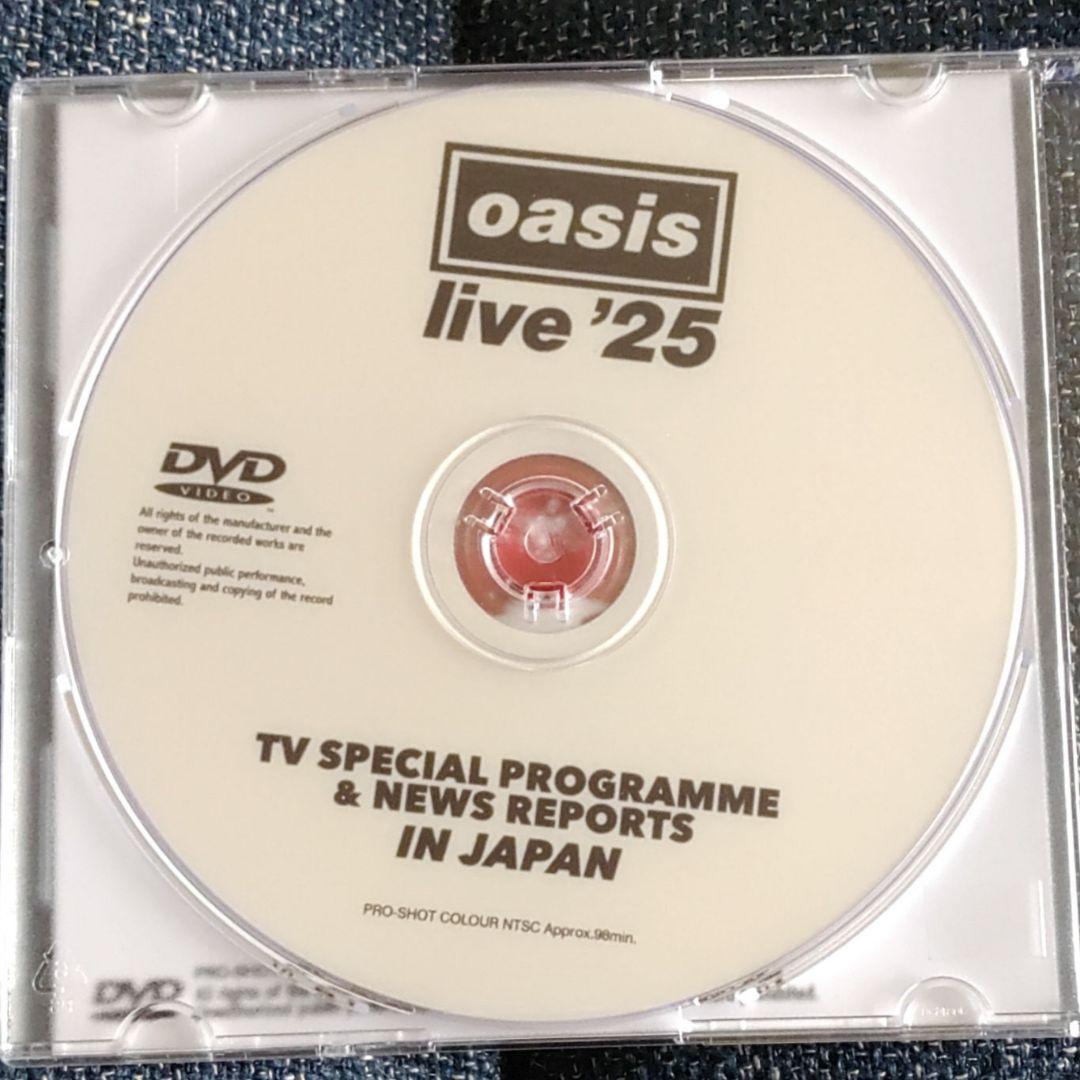 oasis
live '25
DVD
VIDEO
All rights of the manufacturer and the
owner of the recorded works are
reserved.
Unauthorized public performance,
broadcasting and copying of the record
prohibited.
TV SPECIAL PROGRAMME
& NEWS REPORTS
IN JAPAN
PRO-SHOT COLOUR NTSC Approx.98min.
DVD